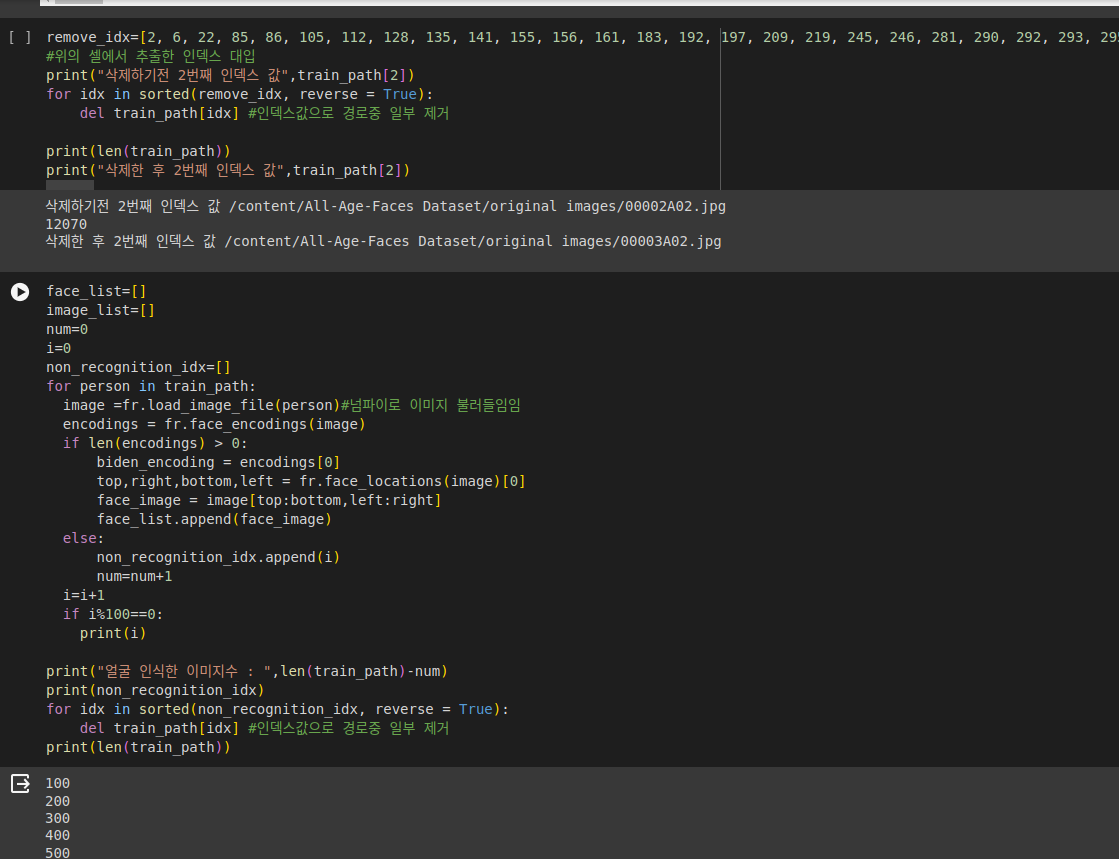 [ ] remove_idx=[2, 6, 22, 85, 86, 105, 112, 128, 135, 141, 155, 156, 161, 183, 192, 197, 209, 219, 245, 246, 281, 290, 292, 293, 295
#위의 셀에서 추출한 인덱스 대입
print("삭제하기전 2번째 인덱스 값",train_path[2])
for idx in sorted(remove_idx, reverse = True):
    del train_path[idx] #인덱스값으로 경로중 일부 제거
print(len(train_path))
print("삭제한 후 2번째 인덱스 값",train_path[2])
삭제하기전 2번째 인덱스 값 /content/All-Age-Faces Dataset/original images/00002A02.jpg
12070
삭제한 후 2번째 인덱스 값 /content/All-Age-Faces Dataset/original images/00003A02.jpg
face_list=[]
image_list=[]
num=0
i=0
non_recognition_idx=[]
for person in train_path:
  image =fr.load_image_file(person)#넘파이로 이미지 불러들임임
  encodings = fr.face_encodings(image)
  if len(encodings) > 0:
      biden_encoding = encodings[0]
      top,right,bottom,left = fr.face_locations(image)[0]
      face_image = image[top:bottom,left:right]
      face_list.append(face_image)
  else:
      non_recognition_idx.append(i)
      num=num+1
  i=i+1
  if i%100==0:
    print(i)
print("얼굴 인식한 이미지수 : ",len(train_path)-num)
print(non_recognition_idx)
for idx in sorted(non_recognition_idx, reverse = True):
    del train_path[idx] #인덱스값으로 경로중 일부 제거
print(len(train_path))
100
200
300
400
500